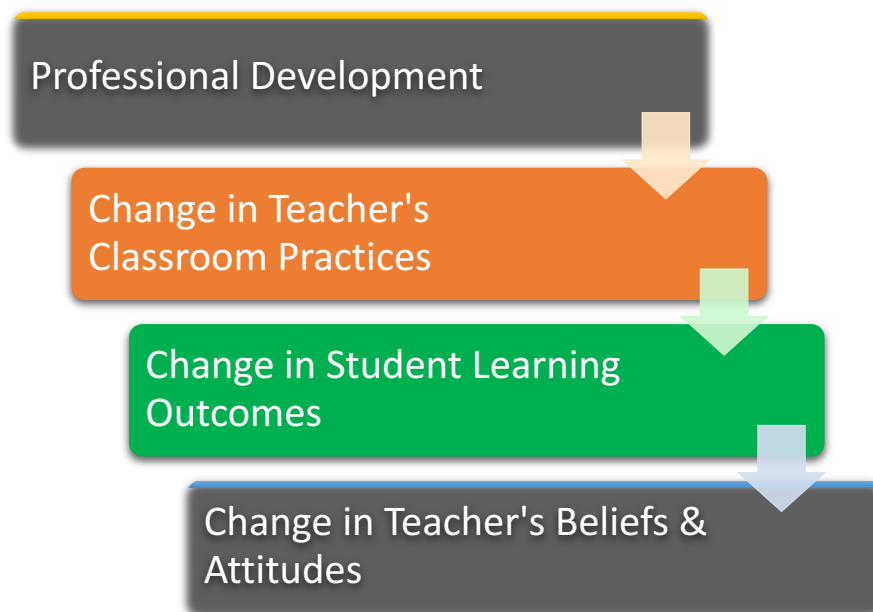 Professional Development
Change in Teacher's
Classroom Practices
Change in Student Learning
Outcomes
Change in Teacher's Beliefs &
Attitudes